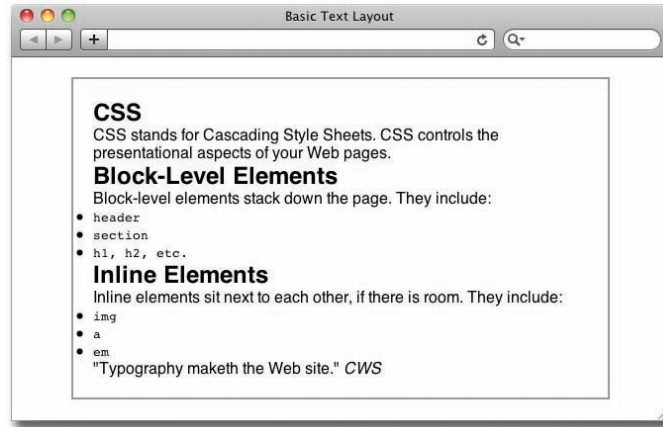 Basic Text Layout
CSS
CSS stands for Cascading Style Sheets. CSS controls the
presentational aspects of your Web pages.
Block-Level Elements
Block-level elements stack down the page. They include:
header
section
h1, h2, etc.
Inline Elements
Inline elements sit next to each other, if there is room. They include:
img
a
em
"Typography maketh the Web site." CWS